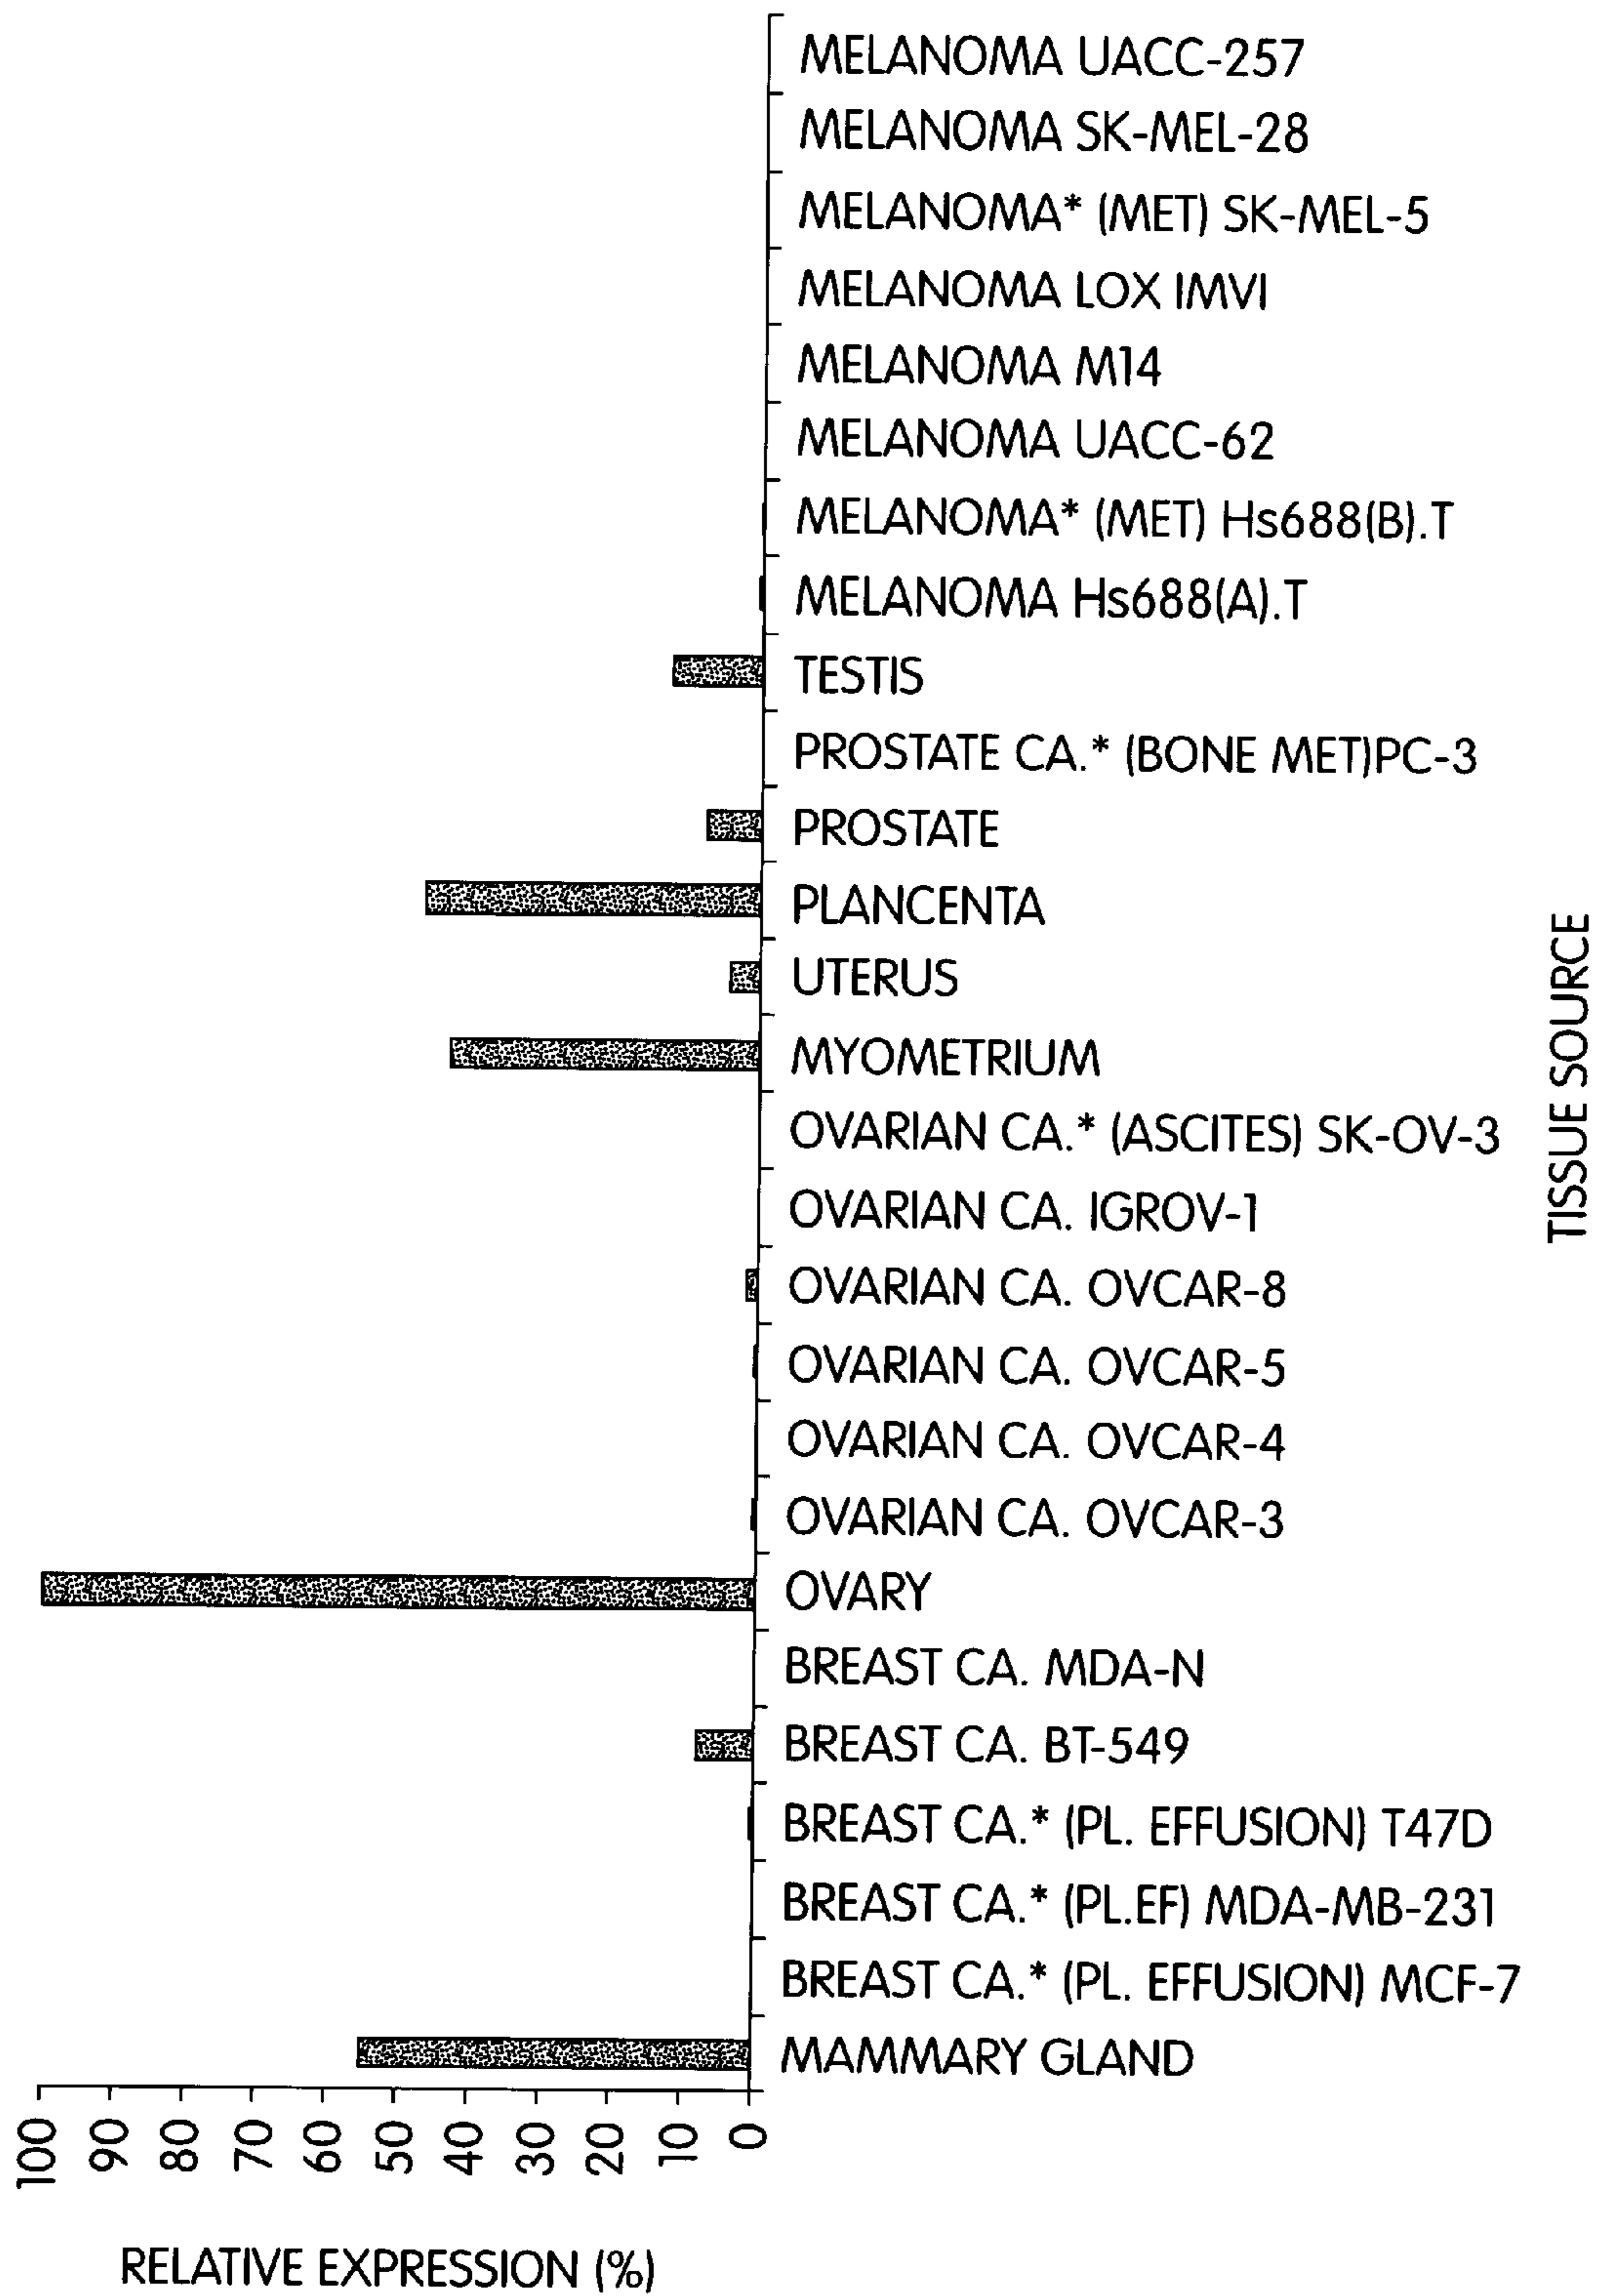 MELANOMA UACC-257
MELANOMA SK-MEL-28
MELANOMA* (MET) SK-MEL-5
MELANOMA LOX IMVI
MELANOMA M14
MELANOMA UACC-62
MELANOMA* (MET) Hs688(B).T
MELANOMA Hs688(A).T
TESTIS
PROSTATE CA.* (BONE MET)PC-3
PROSTATE
PLANCENTA
UTERUS
MYOMETRIUM
OVARIAN CA.* (ASCITES) SK-OV-3
OVARIAN CA. IGROV-1
OVARIAN CA. OVCAR-8
OVARIAN CA. OVCAR-5
OVARIAN CA. OVCAR-4
OVARIAN CA. OVCAR-3
OVARY
BREAST CA. MDA-N
BREAST CA. BT-549
BREAST CA.* (PL. EFFUSION) T47D
BREAST CA.* (PL.EF) MDA-MB-231
BREAST CA.* (PL. EFFUSION) MCF-7
MAMMARY GLAND
TISSUE SOURCE
100 90 80 70 60 50 40 30 20 10 0
RELATIVE EXPRESSION (%)